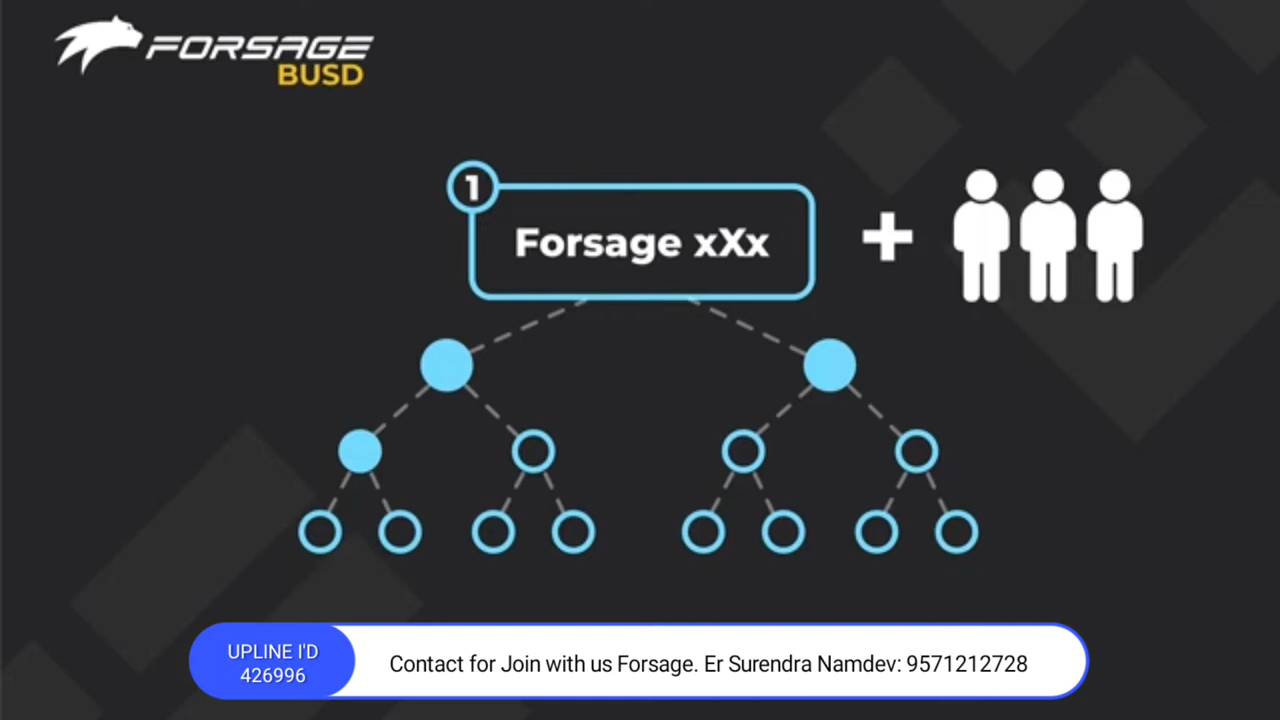 FORSAGE
BUSD
1
Forsage xXx
UPLINE I'D
426996
Contact for Join with us Forsage. Er Surendra Namdev: 9571212728